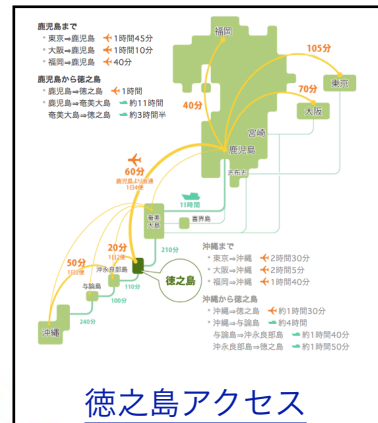 鹿児島まで
・東京⇒鹿児島 1時間45分
・大阪⇒鹿児島 1時間10分
・福岡⇒鹿児島 40分
鹿児島から徳之島
・鹿児島⇒徳之島 1時間
・鹿児島⇒奄美大島 約11時間
奄美大島⇒徳之島 約3時間半
福岡
105分
東京
40分
70分
大阪
宮崎
鹿児島
志布志
60分
1日4便
11時間
奄美
大島
喜界島
210分
20分
1日2便
50分
沖永良部島
徳之島
110分
与論島
100分
240分
沖縄
沖縄まで
・東京⇒沖縄 2時間30分
・大阪⇒沖縄 2時間5分
・福岡⇒沖縄 1時間40分
沖縄から徳之島
・沖縄⇒徳之島 約1時間30分
・沖縄⇒与論島 約4時間
与論島⇒沖永良部島 約1時間40分
沖永良部島⇒徳之島 約1時間50分
徳之島アクセス